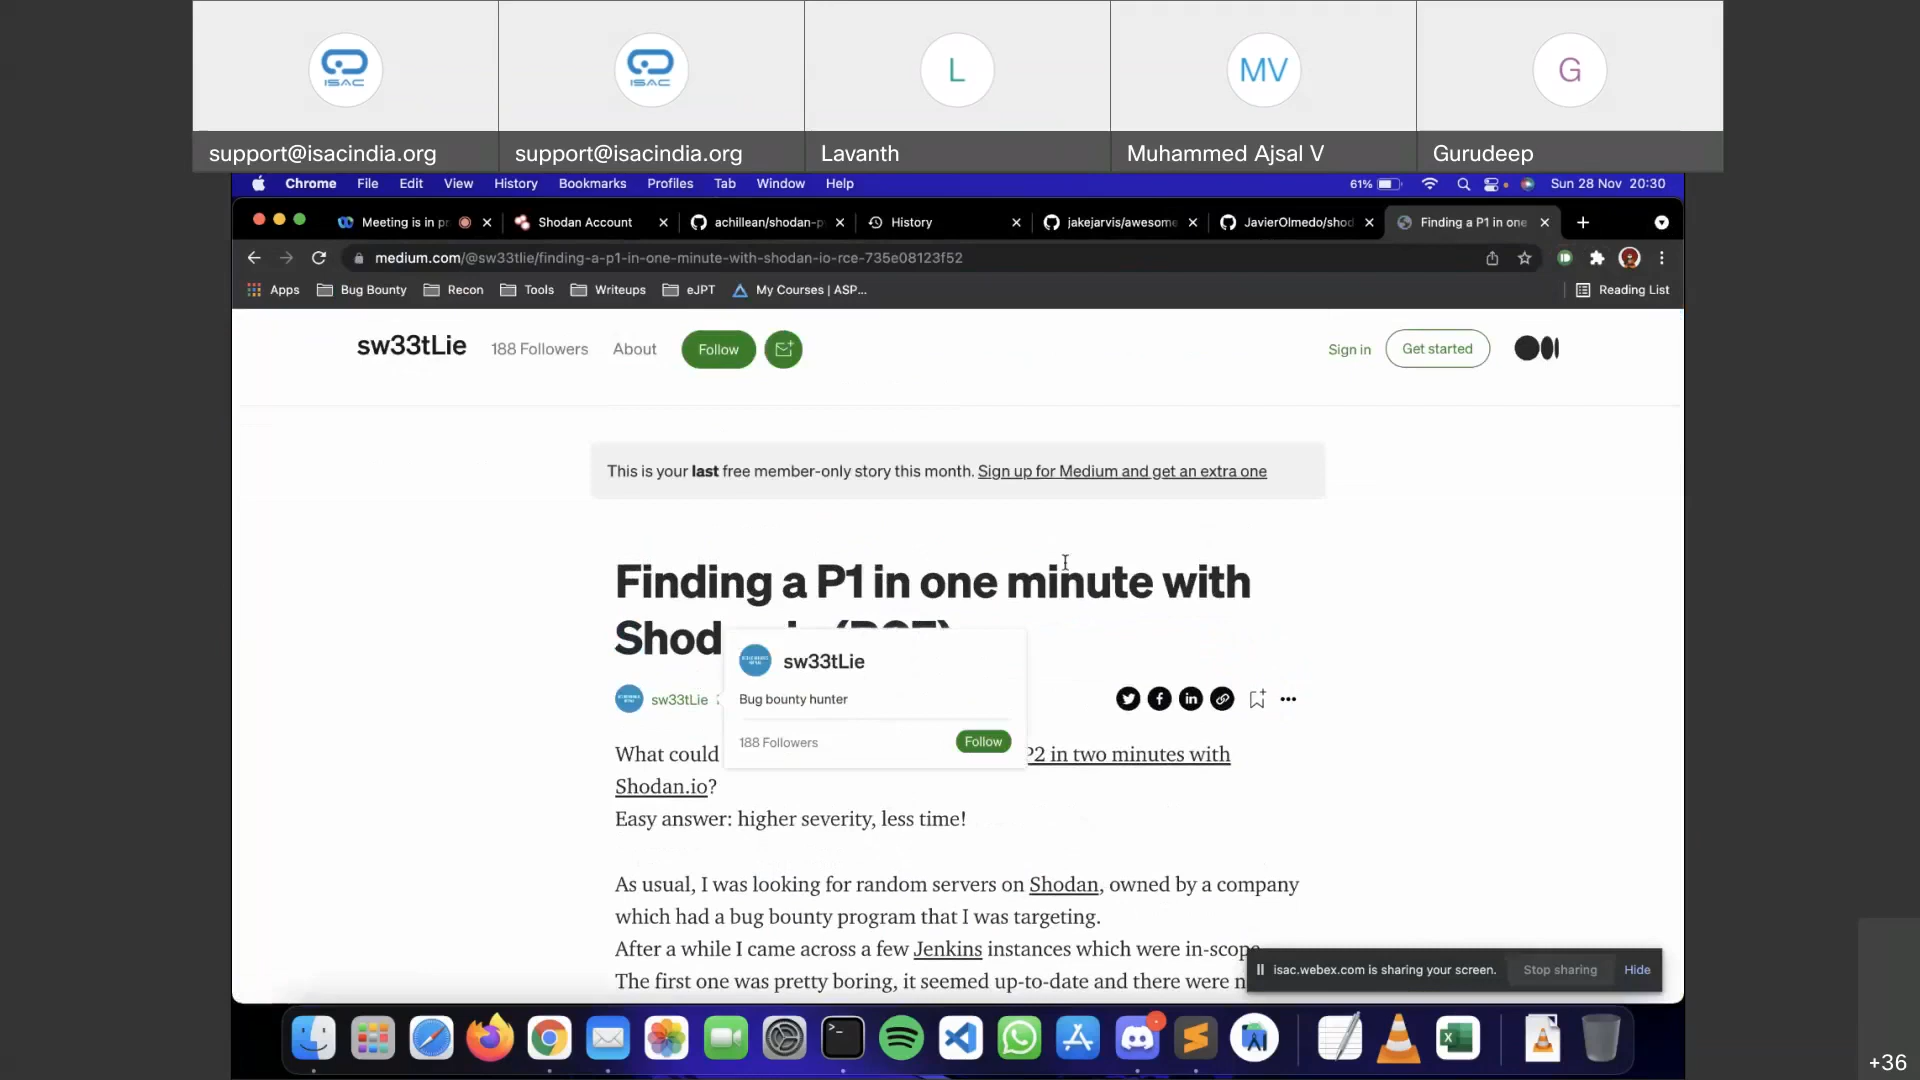 ISAC
ISAC
L
MV
G
support@isacindia.org
support@isacindia.org
Lavanth
Muhammed Ajsal V
Gurudeep
Chrome File Edit View History Bookmarks Profiles Tab Window Help
61% Sun 28 Nov 20:30
Meeting is in pr
Shodan Account
achillean/shodan-p
History
jakejarvis/awesome
JavierOlmedo/shod
Finding a P1 in one
medium.com/@sw33tlie/finding-a-p1-in-one-minute-with-shodan-io-rce-735e08123f52
Apps Bug Bounty Recon Tools Writeups eJPT My Courses | ASP...
Reading List
sw33tLie 188 Followers About Follow
Sign in Get started
This is your last free member-only story this month. Sign up for Medium and get an extra one
Finding a P1 in one minute with
Shod
sw33tLie
sw33tLie
Bug bounty hunter
188 Followers Follow
What could P2 in two minutes with
Shodan.io?
Easy answer: higher severity, less time!
As usual, I was looking for random servers on Shodan, owned by a company
which had a bug bounty program that I was targeting.
After a while I came across a few Jenkins instances which were in-scope
The first one was pretty boring, it seemed up-to-date and there were n
isac.webex.com is sharing your screen. Stop sharing Hide
+36